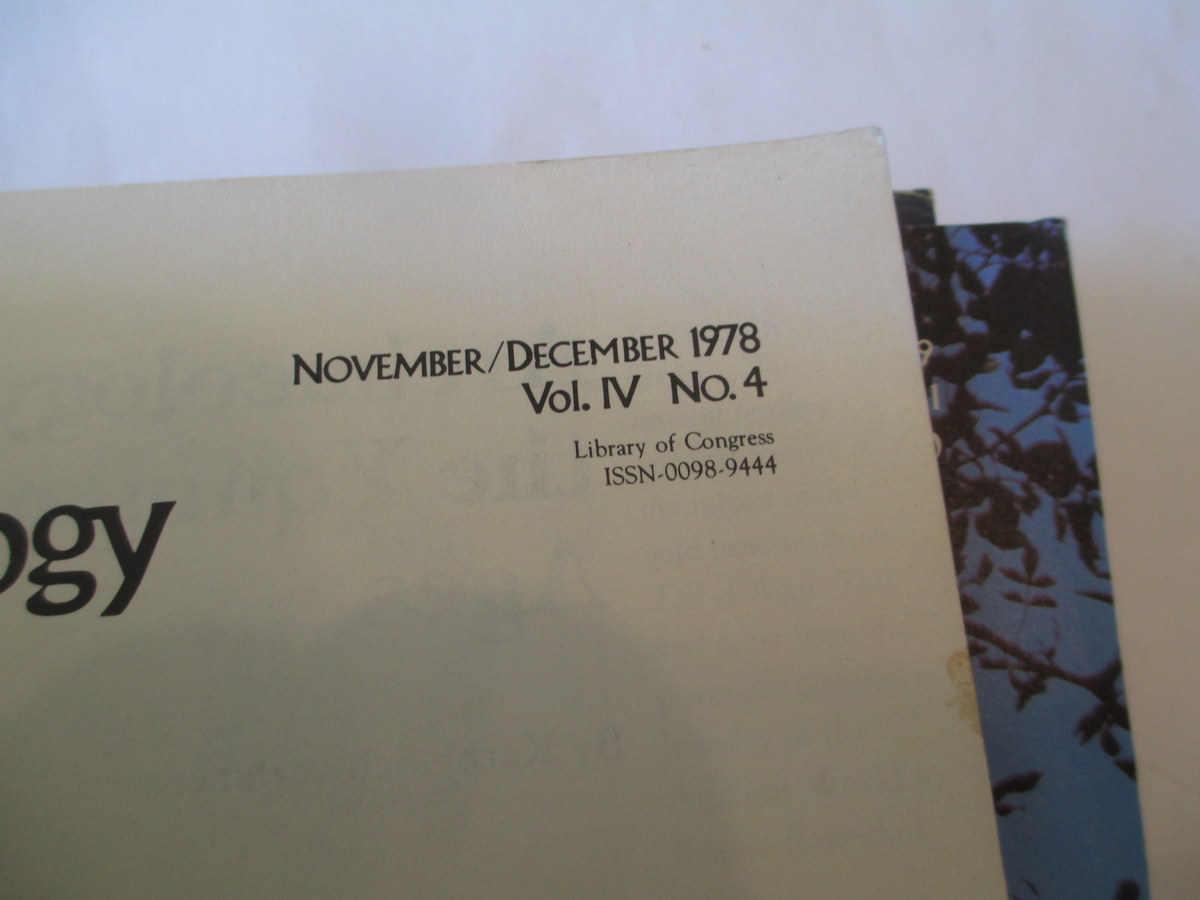 NOVEMBER/DECEMBER 1978
Vol. IV No. 4
Library of Congress
ISSN-0098-9444
ogy